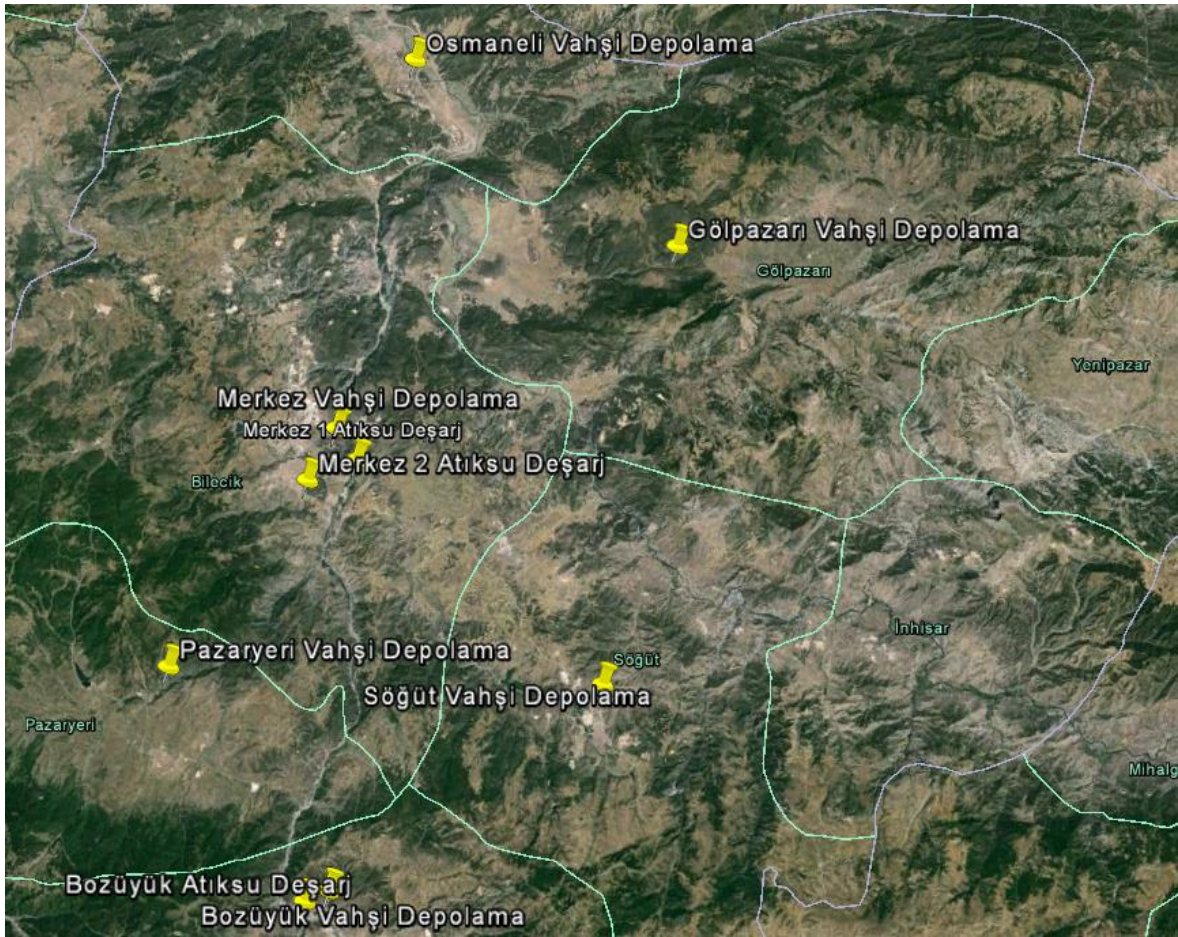 Osmaneli Vahşi Depolama
Gölpazarı Vahşi Depolama
Gölpazarı
Yenipazar
Merkez Vahşi Depolama
Merkez 1 Atıksu Deşarj
Merkez 2 Atıksu Deşarj
Bilecik
İnhisar
Pazaryeri Vahşi Depolama
Söğüt
Söğüt Vahşi Depolama
Pazaryeri
Mihalg
Bozüyük Atıksu Deşarj
Bozüyük Vahşi Depolama